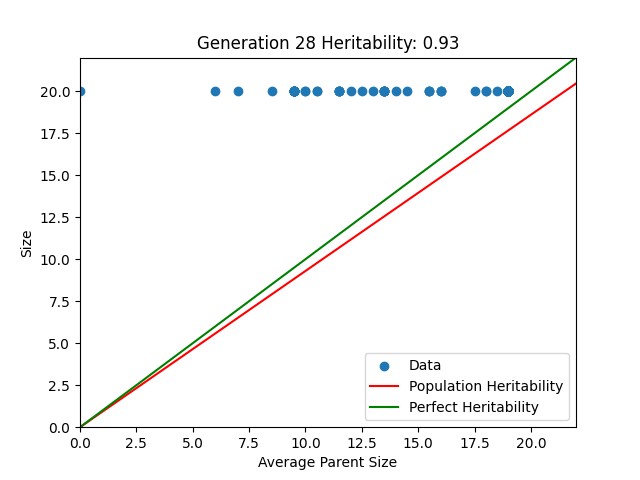 Generation 28 Heritability: 0.93
20.0
17.5
15.0
12.5
10.0
7.5
5.0
2.5
0.0
Size
0.0 2.5 5.0 7.5 10.0 12.5 15.0 17.5 20.0
Average Parent Size
Data
Population Heritability
Perfect Heritability